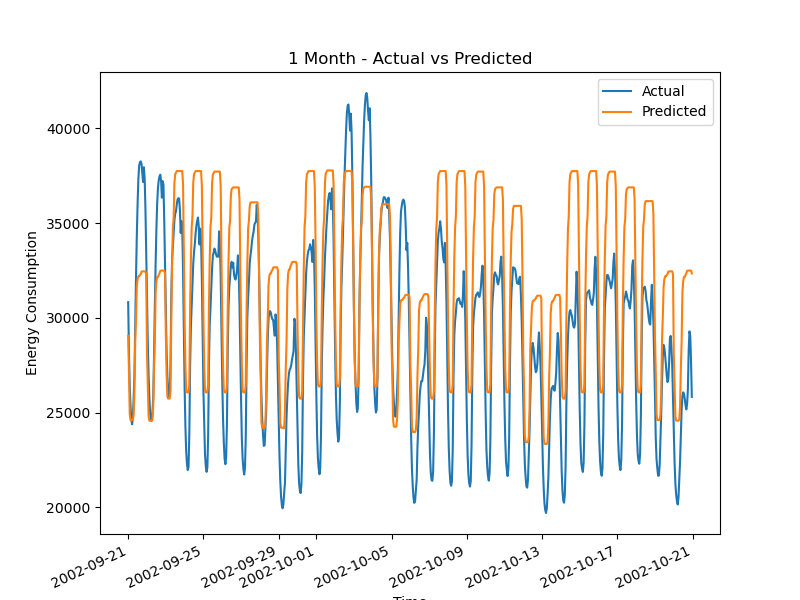 1 Month - Actual vs Predicted
Actual
Predicted
Energy Consumption
40000
35000
30000
25000
20000
2002-09-21
2002-09-25
2002-09-29
2002-10-01
2002-10-05
2002-10-09
2002-10-13
2002-10-17
2002-10-21
Time